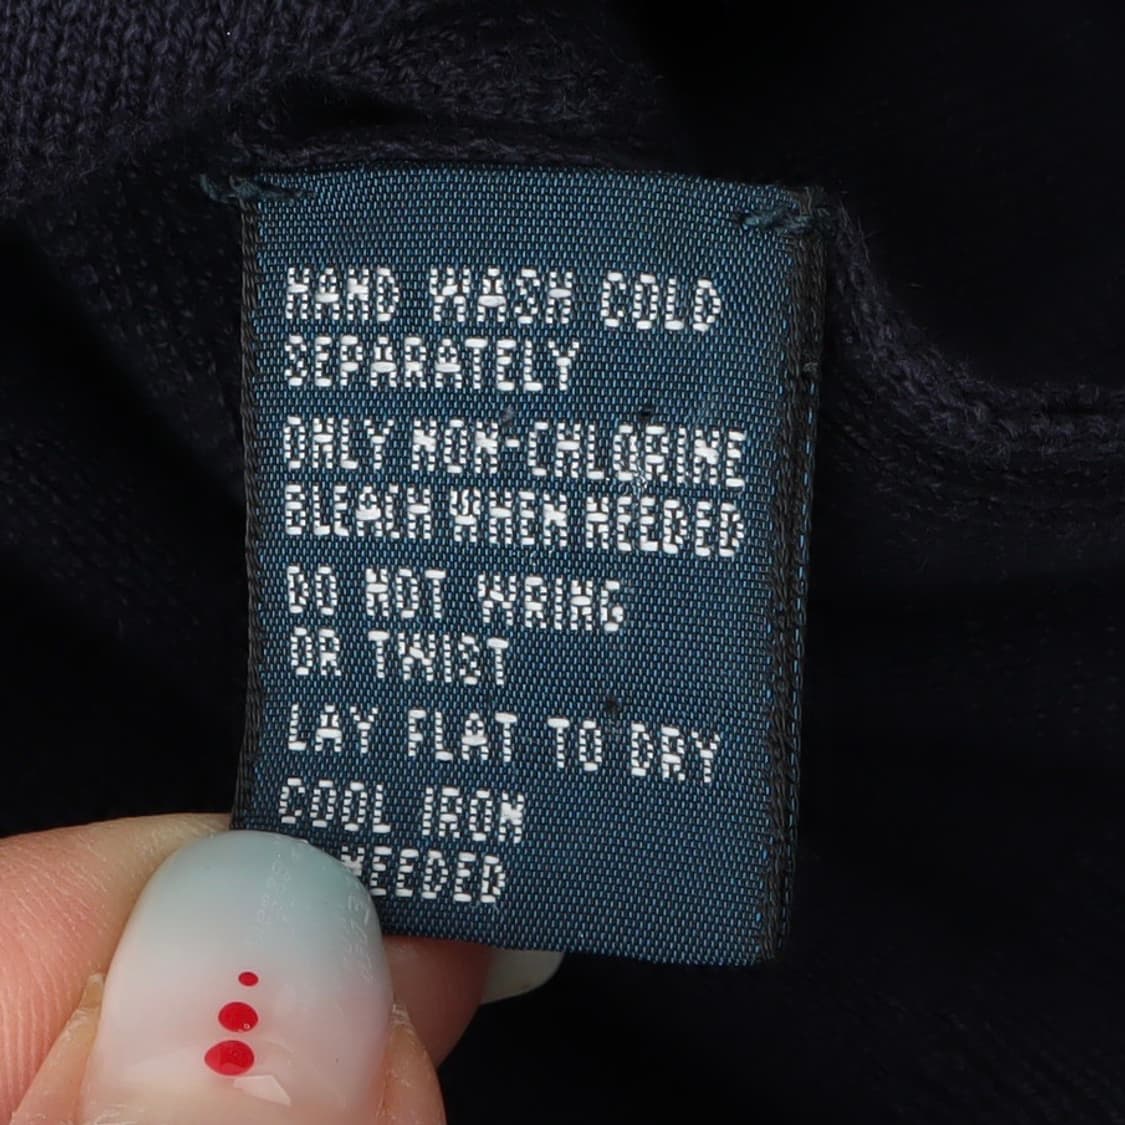 HAND WASH COLD
SEPARATELY
ONLY NON-CHLORINE
BLEACH WHEN NEEDED
DO NOT WRING
OR TWIST
LAY FLAT TO DRY
COOL IRON
NEEDED